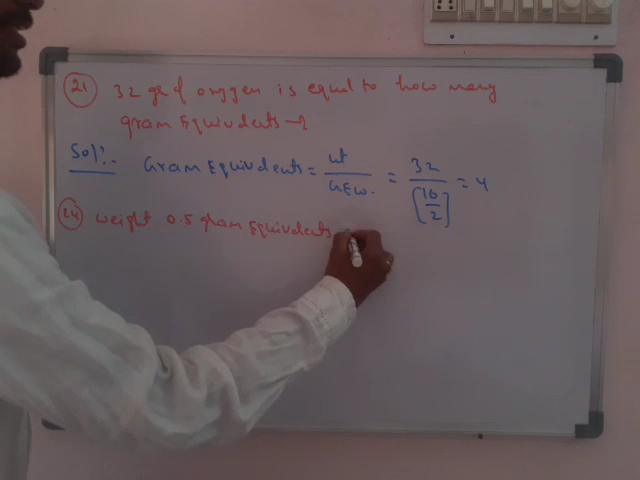 21 32 gr of oxygen is equal to how many
gram Equivalents →
Sol:- Gram Equivalents = wt / GEW. = 32 / [16/2] = 4
24 weight 0.5 gram Equivalents